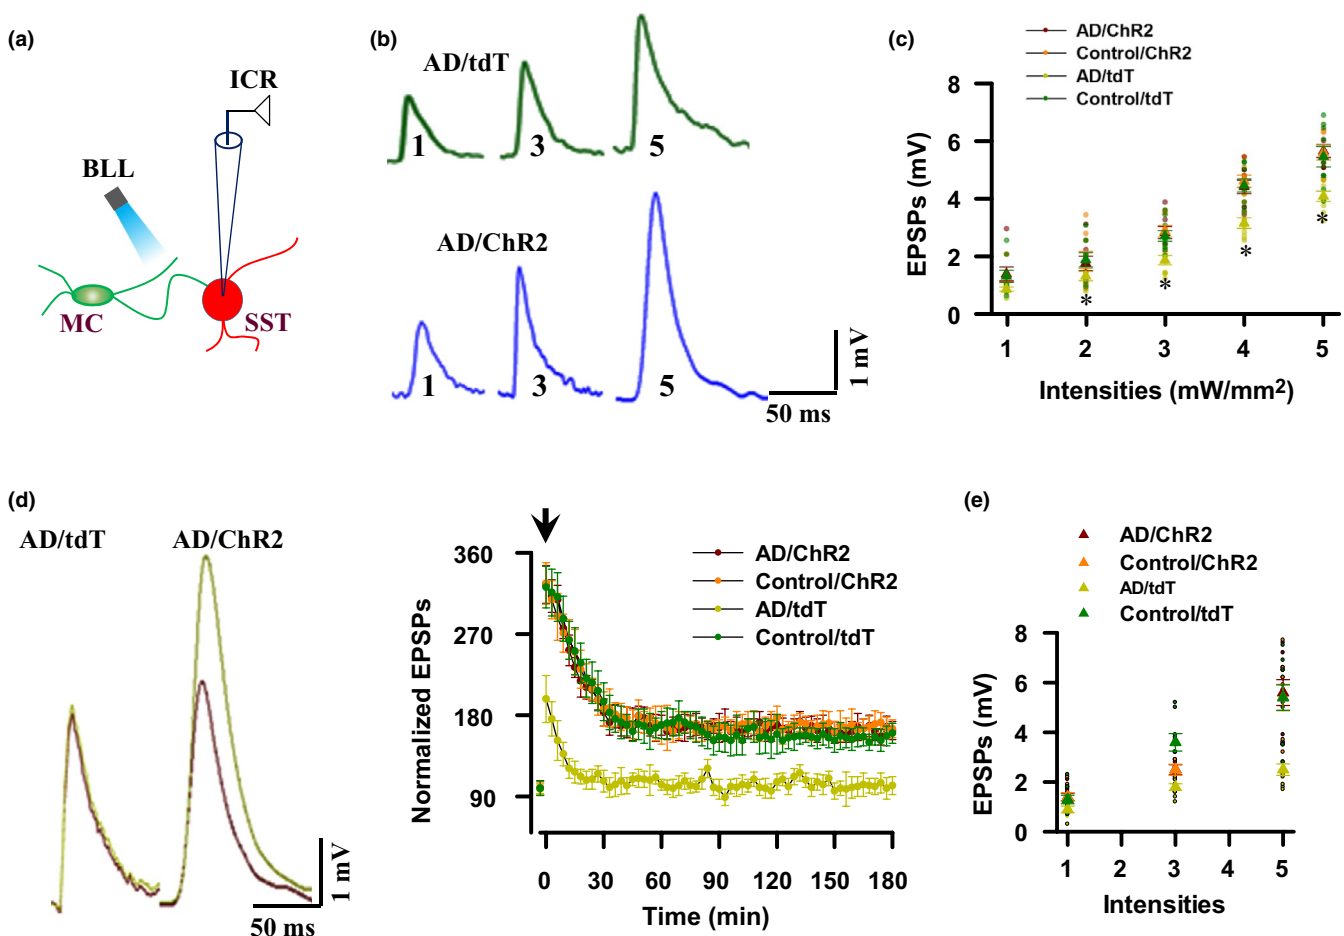 (a)
ICR
BLL
MC
SST
(b)
AD/tdT
1
3
5
AD/ChR2
1
3
5
1 mV
50 ms
(c)
AD/ChR2
Control/ChR2
AD/tdT
Control/tdT
EPSPs (mV)
8
6
4
2
0
*
*
*
*
1 2 3 4 5
Intensities (mW/mm2)
(d)
AD/tdT
AD/ChR2
1 mV
50 ms
AD/ChR2
Control/ChR2
AD/tdT
Control/tdT
Normalized EPSPs
360
270
180
90
0 30 60 90 120 150 180
Time (min)
(e)
AD/ChR2
Control/ChR2
AD/tdT
Control/tdT
EPSPs (mV)
8
6
4
2
0
1 2 3 4 5
Intensities